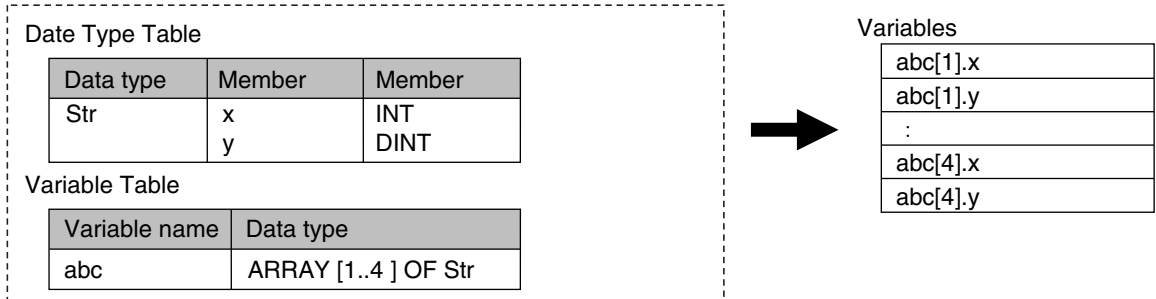 Date Type Table
Data type Member Member
Str x INT
y DINT
Variable Table
Variable name Data type
abc ARRAY [1..4 ] OF Str
Variables
abc[1].x
abc[1].y
:
abc[4].x
abc[4].y